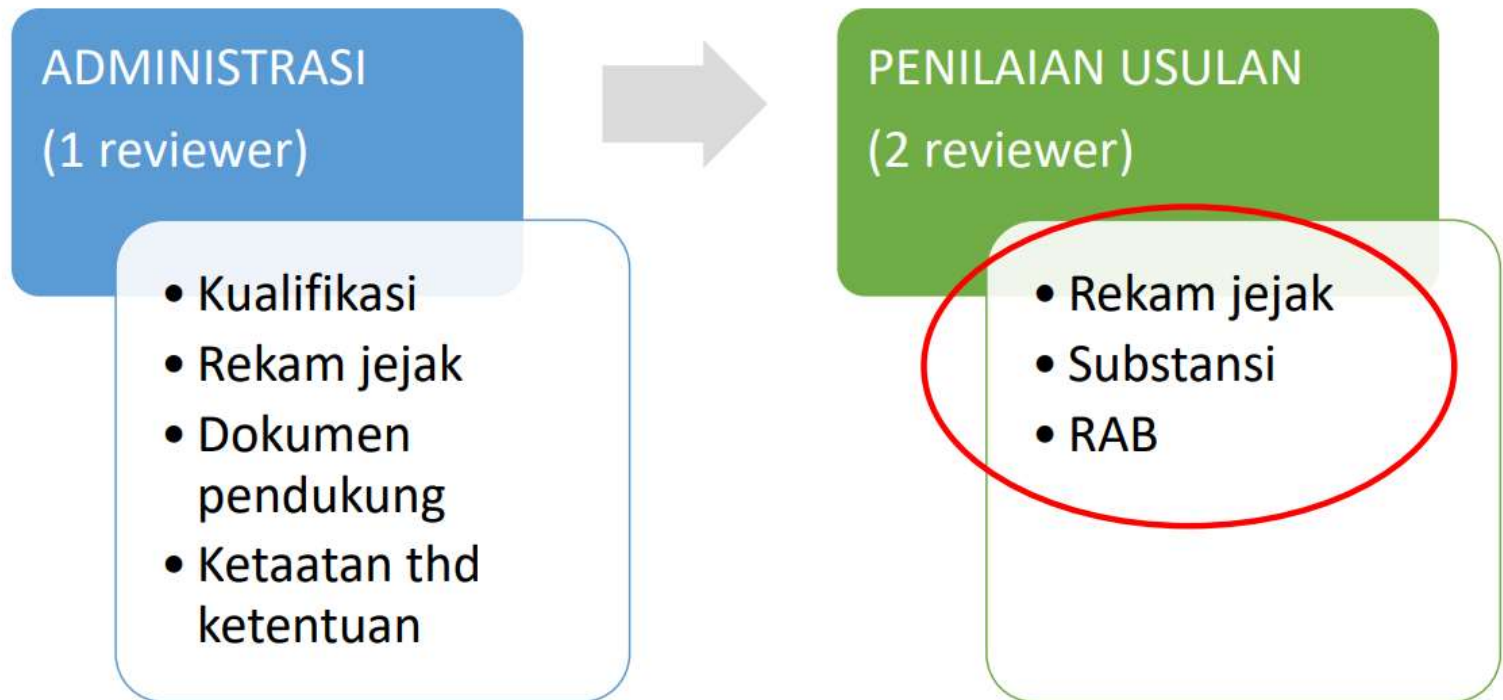 ADMINISTRASI
(1 reviewer)
• Kualifikasi
• Rekam jejak
• Dokumen
pendukung
• Ketaatan thd
ketentuan
PENILAIAN USULAN
(2 reviewer)
• Rekam jejak
• Substansi
• RAB